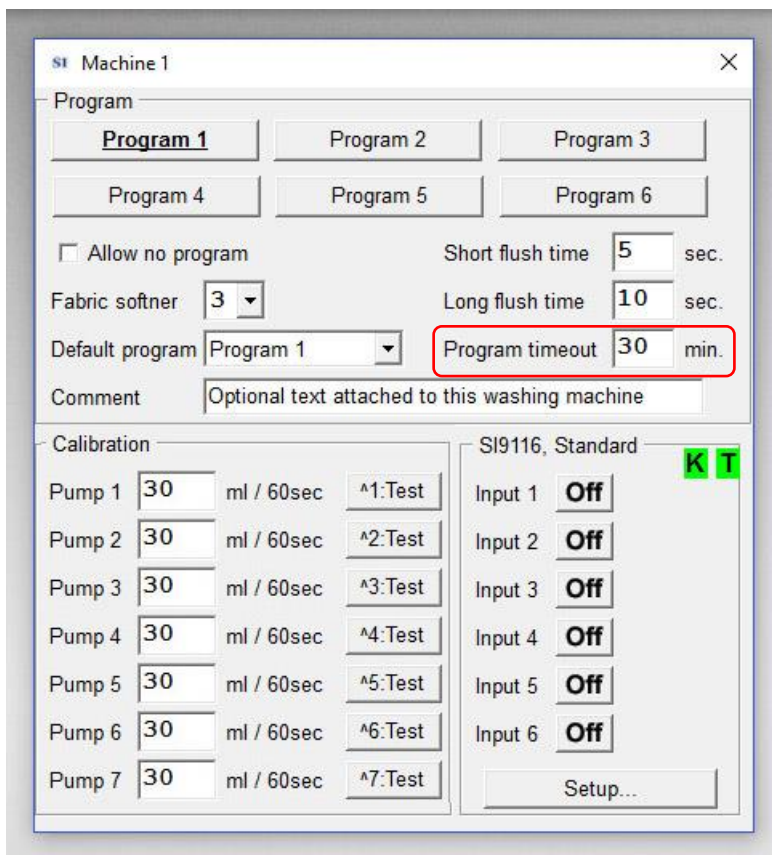 SI Machine 1
Program
Program 1 Program 2 Program 3
Program 4 Program 5 Program 6
Allow no program Short flush time 5 sec.
Fabric softner 3 Long flush time 10 sec.
Default program Program 1 Program timeout 30 min.
Comment Optional text attached to this washing machine
Calibration
Pump 1 30 ml / 60sec ^1:Test
Pump 2 30 ml / 60sec ^2:Test
Pump 3 30 ml / 60sec ^3:Test
Pump 4 30 ml / 60sec ^4:Test
Pump 5 30 ml / 60sec ^5:Test
Pump 6 30 ml / 60sec ^6:Test
Pump 7 30 ml / 60sec ^7:Test
SI9116, Standard
K T
Input 1 Off
Input 2 Off
Input 3 Off
Input 4 Off
Input 5 Off
Input 6 Off
Setup...